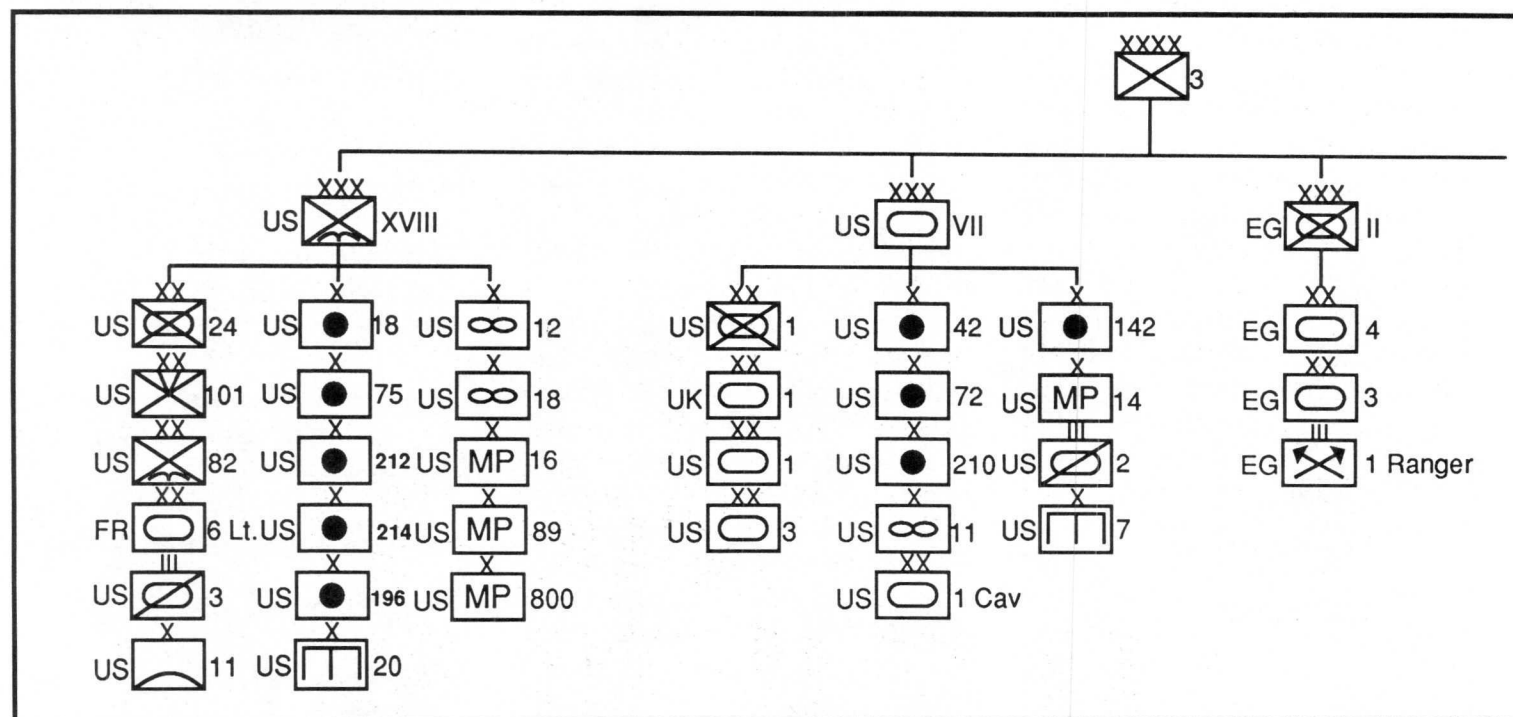 XXXX
3
XXX XXX XXX
US XVIII US VII EG II
XX X X XX X X XX
US 24 US 18 US 12 US 1 US 42 US 142 EG 4
XX X X XX X X XX
US 101 US 75 US 18 UK 1 US 72 US MP 14 EG 3
XX X X XX X III III
US 82 US 212 US MP 16 US 1 US 210 US 2 EG 1 Ranger
XX X X XX X X
FR 6 Lt. US 214 US MP 89 US 3 US 11 US 7
III X X XX
US 3 US 196 US MP 800 US 1 Cav
X X
US 11 US 20